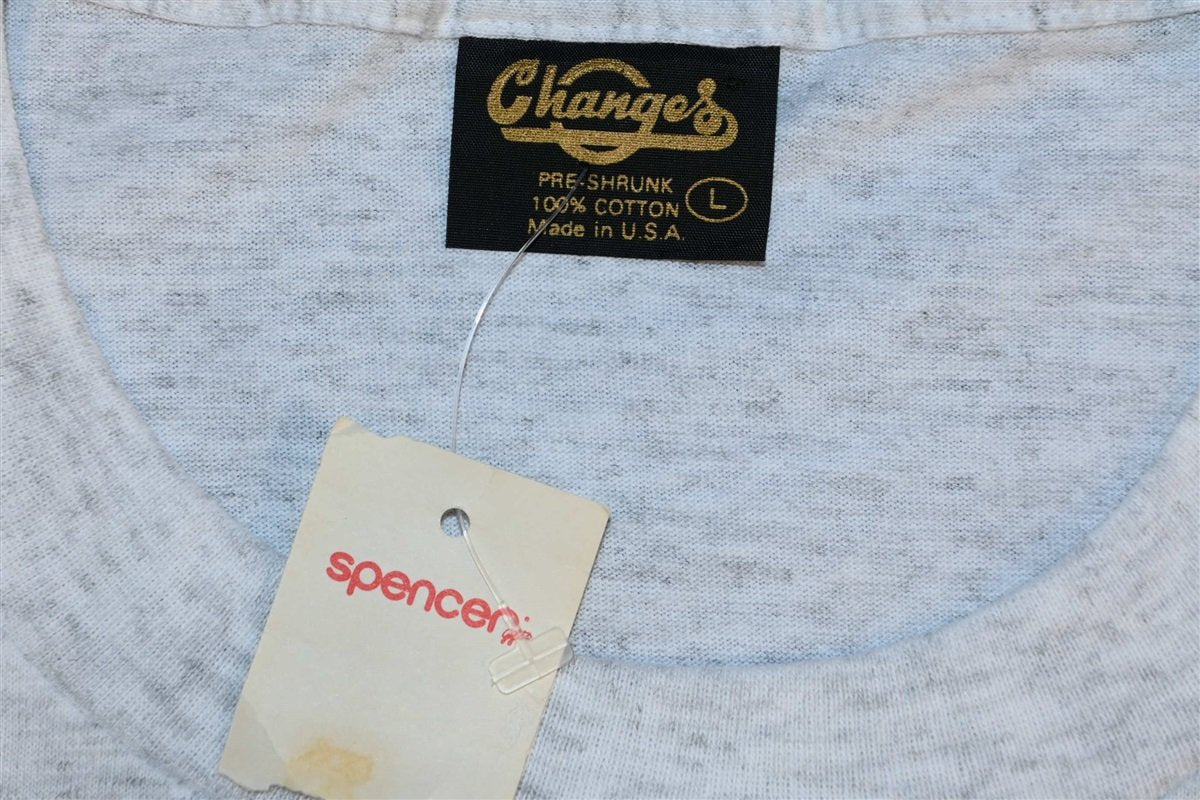 Changes
PRE-SHRUNK
100% COTTON
L
Made in U.S.A.
spencer